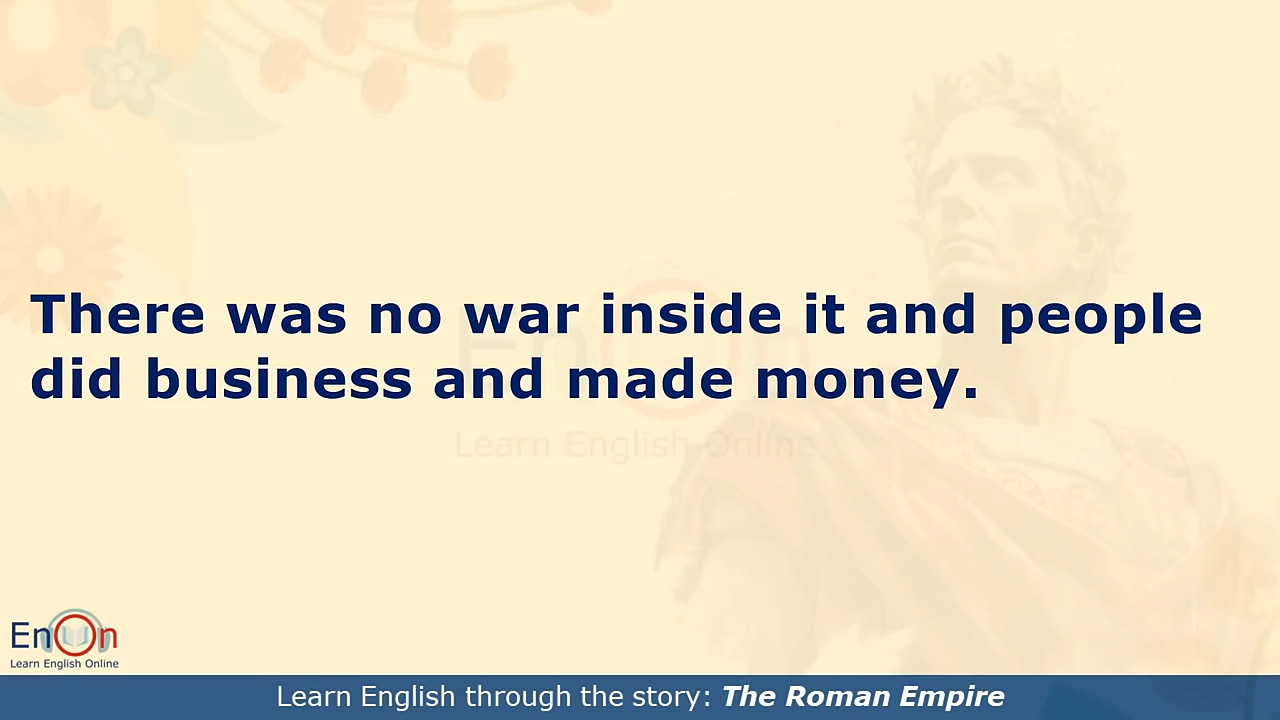 There was no war inside it and people
did business and made money.
EnOn
Learn English Online
EnOn
Learn English Online
Learn English through the story: The Roman Empire